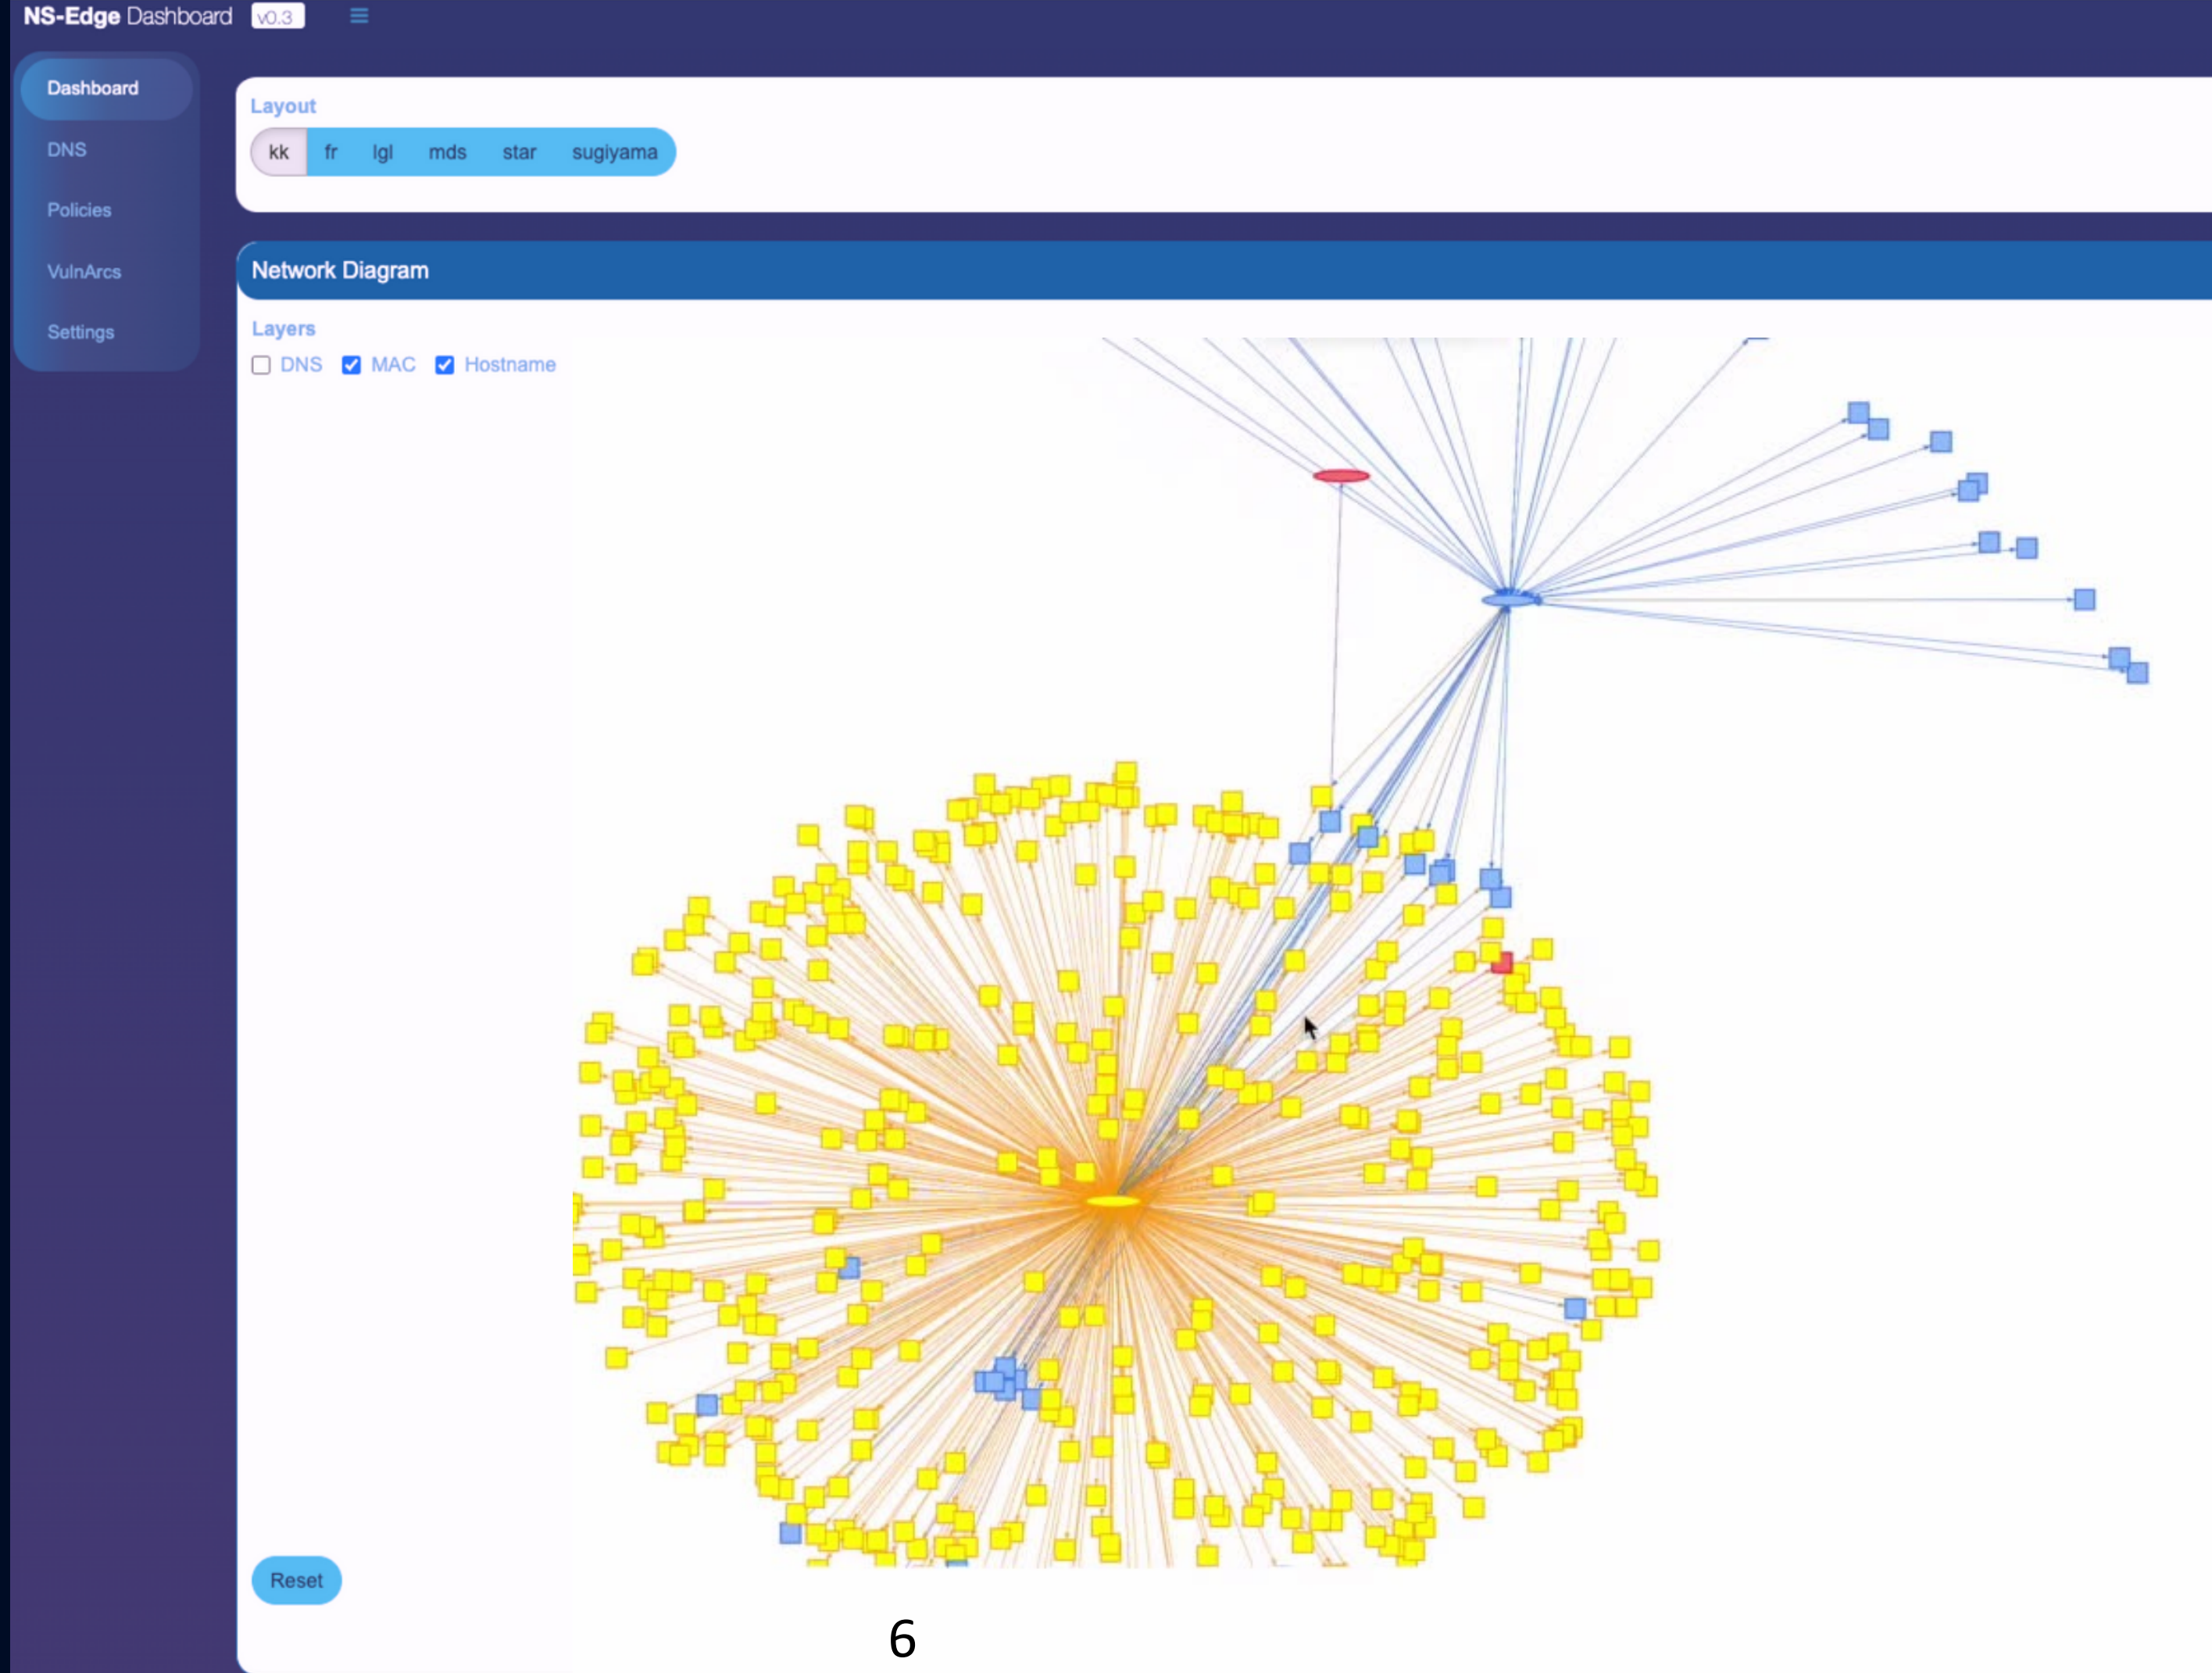 NS-Edge Dashboard v0.3
Dashboard
DNS
Policies
VulnArcs
Settings
Layout
kk fr lgl mds star sugiyama
Network Diagram
Layers
DNS MAC Hostname
Reset
6